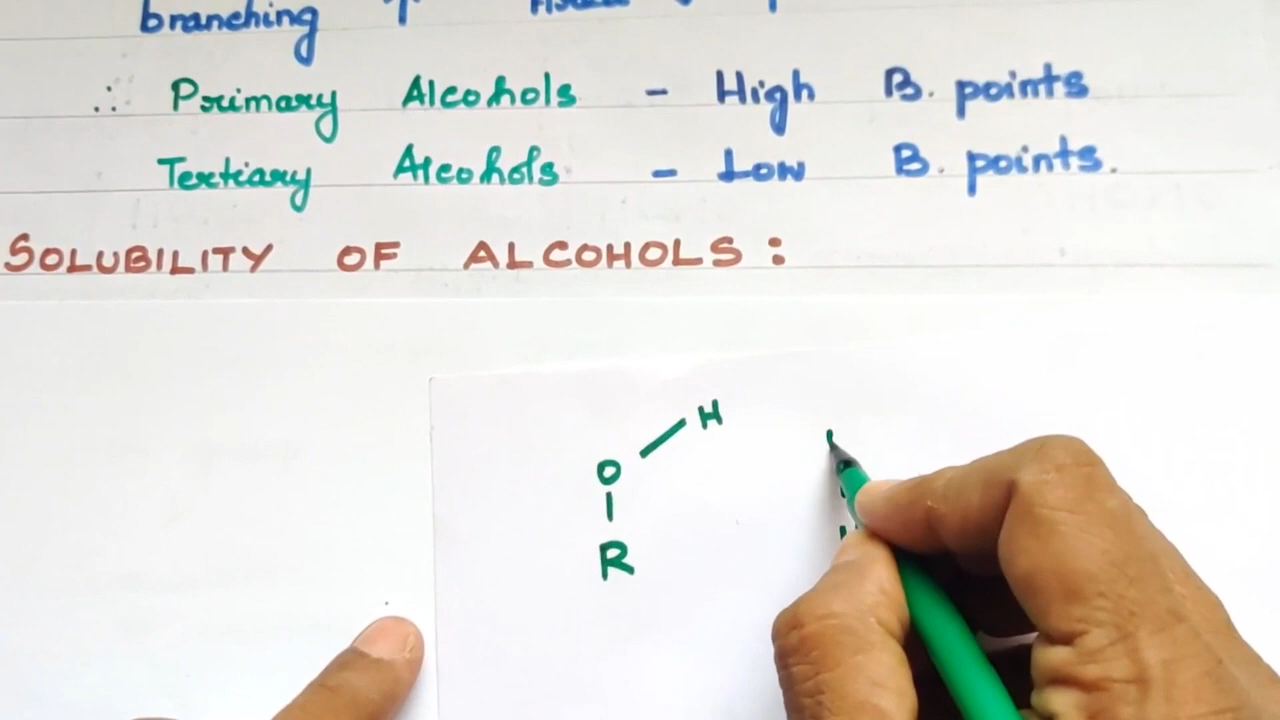 branching
∴ Primary Alcohols - High B. points
Tertiary Alcohols - Low B. points.
SOLUBILITY OF ALCOHOLS:
H
O
R